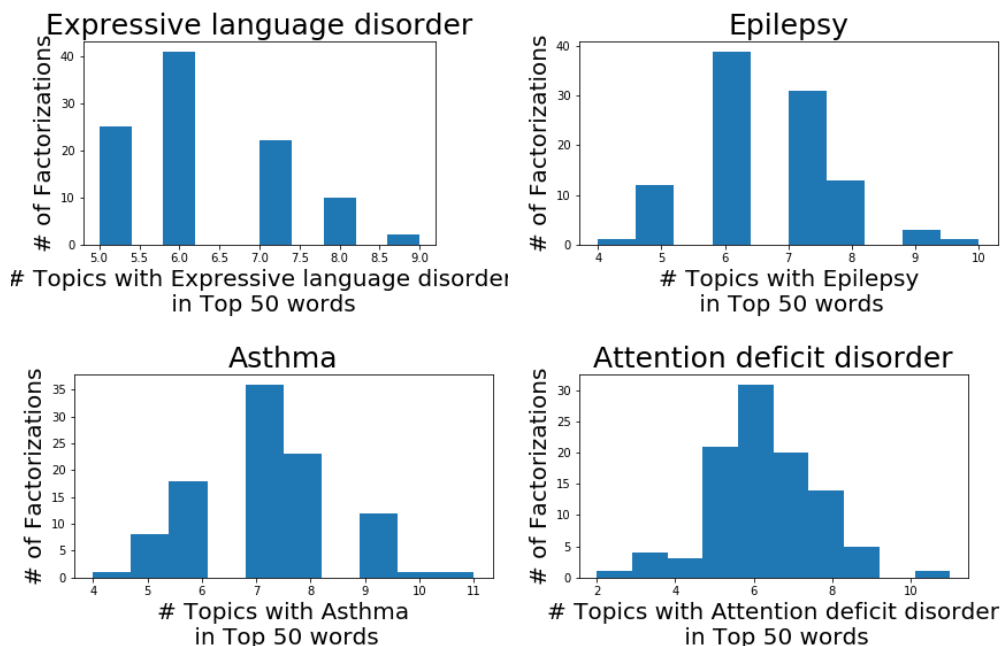 Expressive language disorder
# of Factorizations
40
30
20
10
0
5.0 5.5 6.0 6.5 7.0 7.5 8.0 8.5 9.0
# Topics with Expressive language disorder
in Top 50 words
Epilepsy
# of Factorizations
40
30
20
10
0
4 5 6 7 8 9 10
# Topics with Epilepsy
in Top 50 words
Asthma
# of Factorizations
35
30
25
20
15
10
5
0
4 5 6 7 8 9 10 11
# Topics with Asthma
in Top 50 words
Attention deficit disorder
# of Factorizations
30
25
20
15
10
5
0
2 4 6 8 10
# Topics with Attention deficit disorder
in Top 50 words